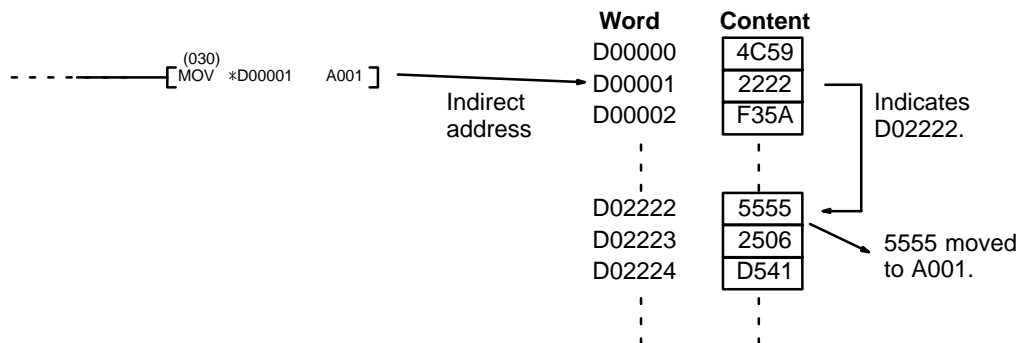 Word Content
D00000 4C59
(030)
MOV *D00001 A001
D00001 2222
Indirect
address
D00002 F35A
Indicates
D02222.
D02222 5555
D02223 2506
D02224 D541
5555 moved
to A001.